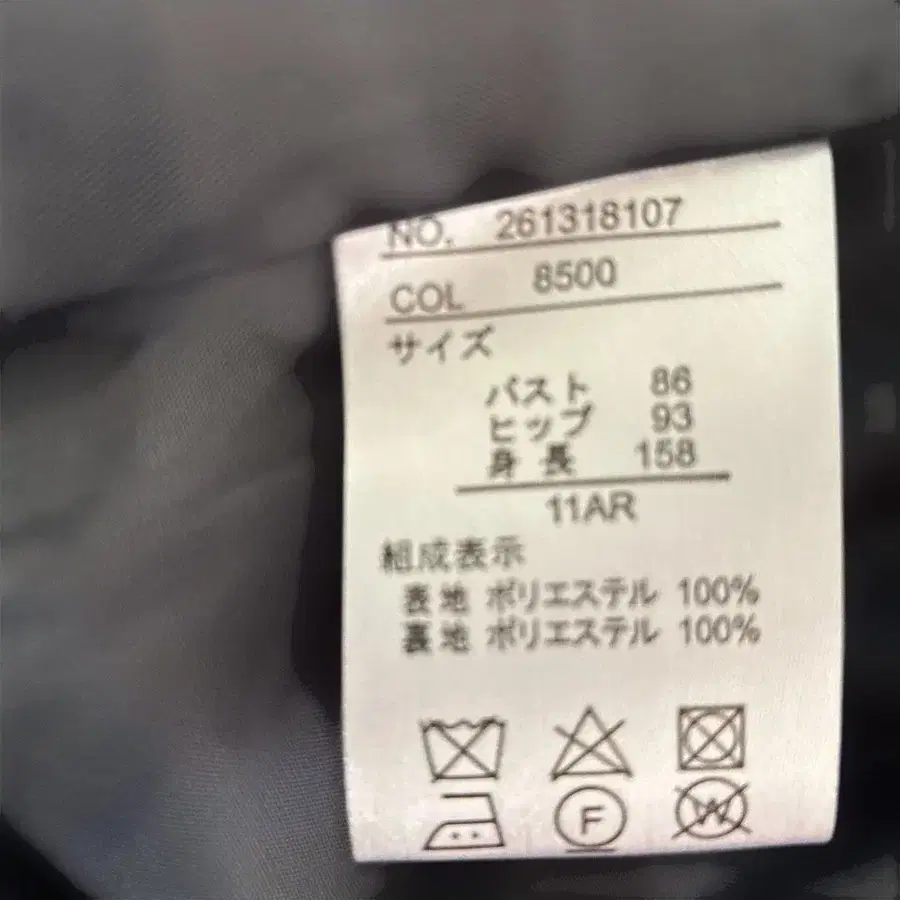 NO. 261318107
COL 8500
サイズ
バスト 86
ヒップ 93
身長 158
11AR
組成表示
表地 ポリエステル 100%
裏地 ポリエステル 100%
F W